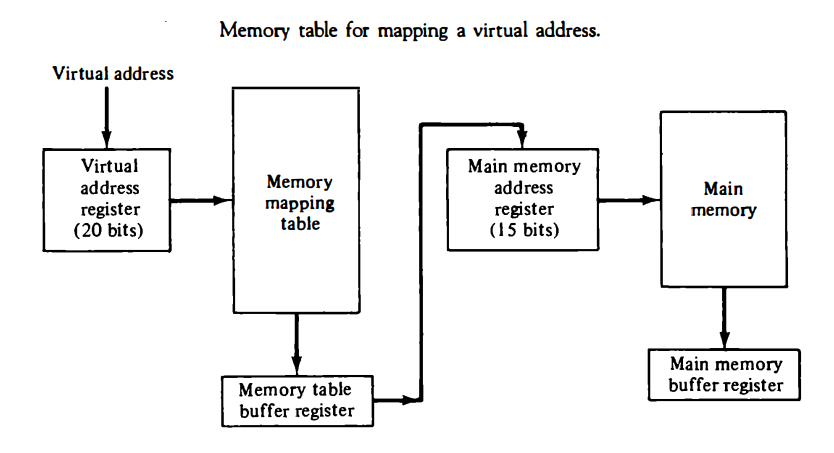 Memory table for mapping a virtual address.
Virtual address
Virtual
address
register
(20 bits)
Memory
mapping
table
Memory table
buffer register
Main memory
address
register
(15 bits)
Main
memory
Main memory
buffer register